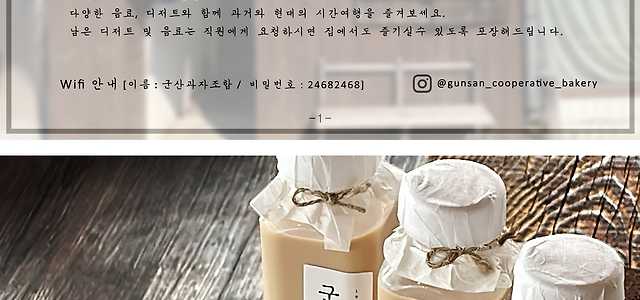 다양한 음료, 디저트와 함께 과거와 현대의 시간여행을 즐겨보세요.
남은 디저트 및 음료는 직원에게 요청하시면 집에서도 즐기실수 있도록 포장해드립니다.
Wifi 안내 [이름 : 군산과자조합 / 비밀번호 : 24682468] @gunsan_cooperative_bakery
-1-
군